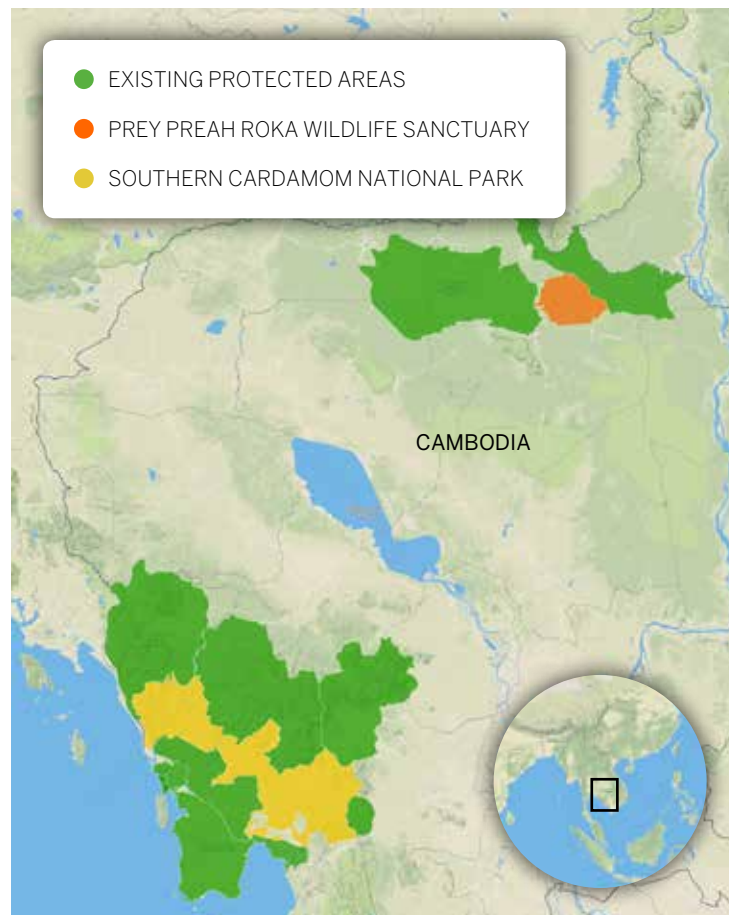 EXISTING PROTECTED AREAS
PREY PREAH ROKA WILDLIFE SANCTUARY
SOUTHERN CARDAMOM NATIONAL PARK
CAMBODIA